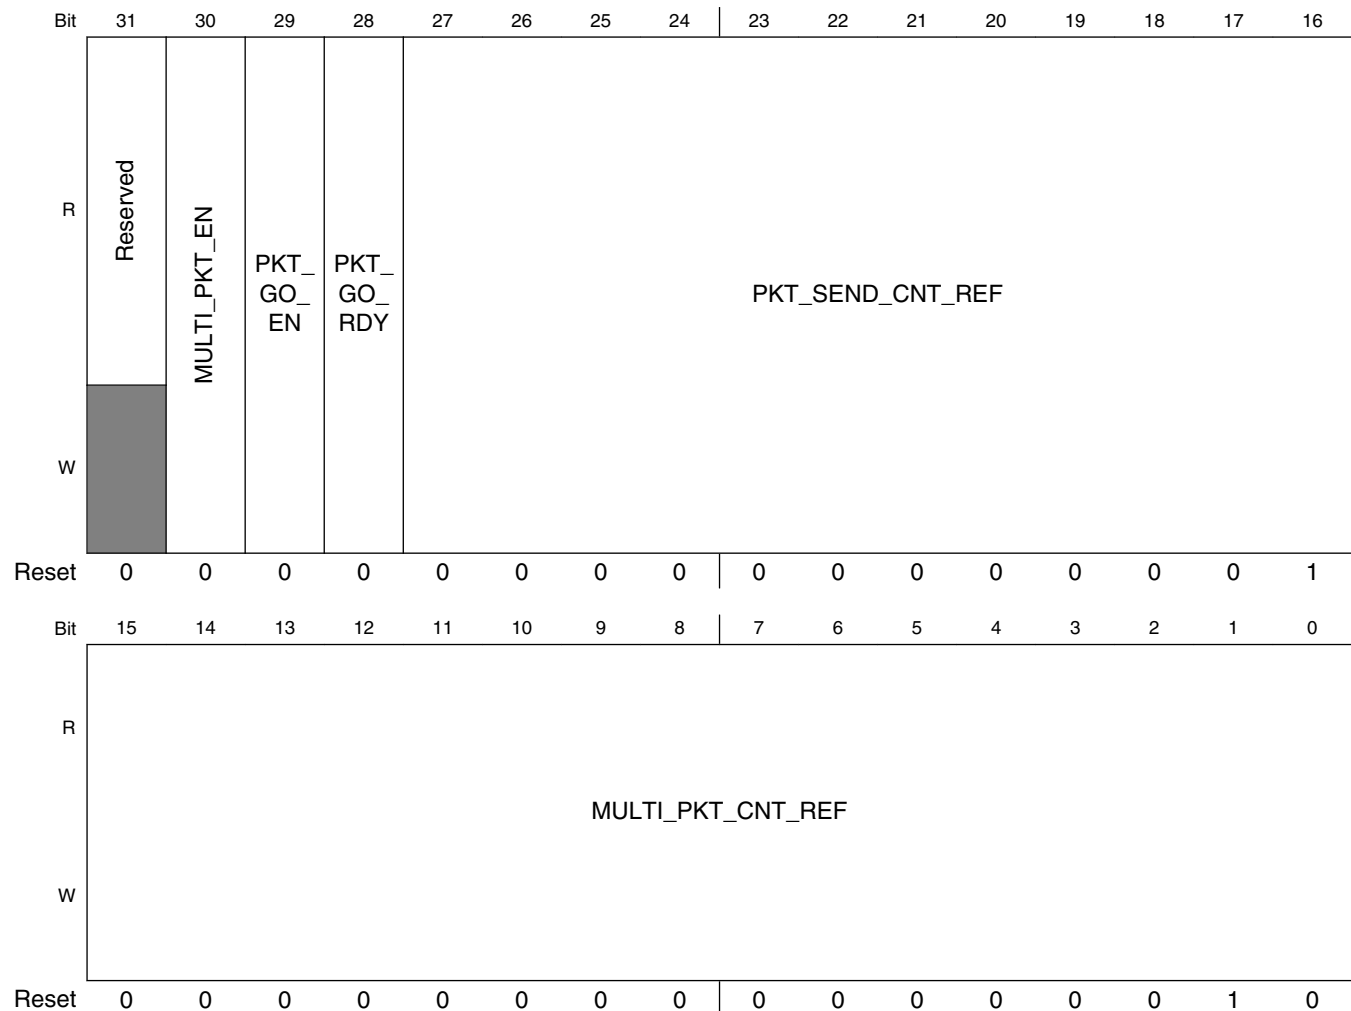 Bit 31 30 29 28 27 26 25 24 23 22 21 20 19 18 17 16
R
Reserved
MULTI_PKT_EN
PKT_
GO_
EN
PKT_
GO_
RDY
PKT_SEND_CNT_REF
W
Reset 0 0 0 0 0 0 0 0 0 0 0 0 0 0 0 1
Bit 15 14 13 12 11 10 9 8 7 6 5 4 3 2 1 0
R
MULTI_PKT_CNT_REF
W
Reset 0 0 0 0 0 0 0 0 0 0 0 0 0 0 1 0